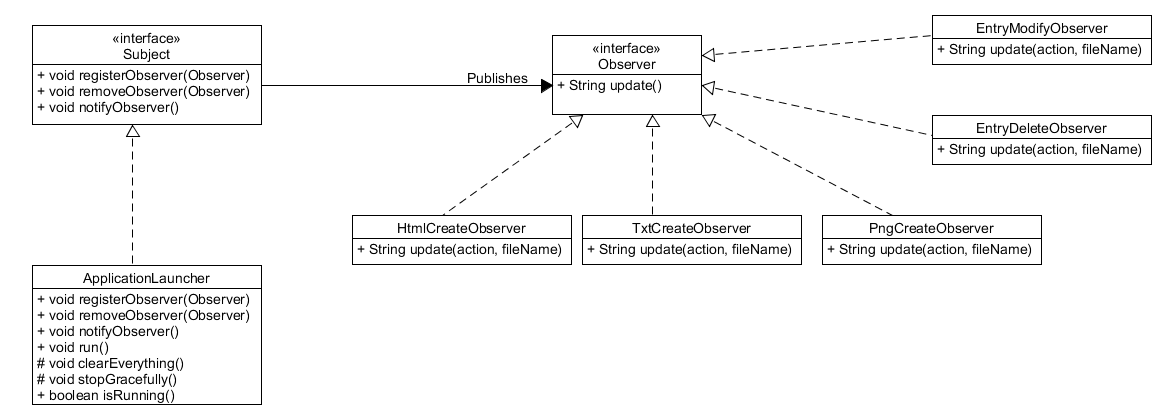 «interface»
Subject
+ void registerObserver(Observer)
+ void removeObserver(Observer)
+ void notifyObserver()
Publishes
«interface»
Observer
+ String update()
EntryModifyObserver
+ String update(action, fileName)
EntryDeleteObserver
+ String update(action, fileName)
HtmlCreateObserver
+ String update(action, fileName)
TxtCreateObserver
+ String update(action, fileName)
PngCreateObserver
+ String update(action, fileName)
ApplicationLauncher
+ void registerObserver(Observer)
+ void removeObserver(Observer)
+ void notifyObserver()
+ void run()
# void clearEverything()
# void stopGracefully()
+ boolean isRunning()